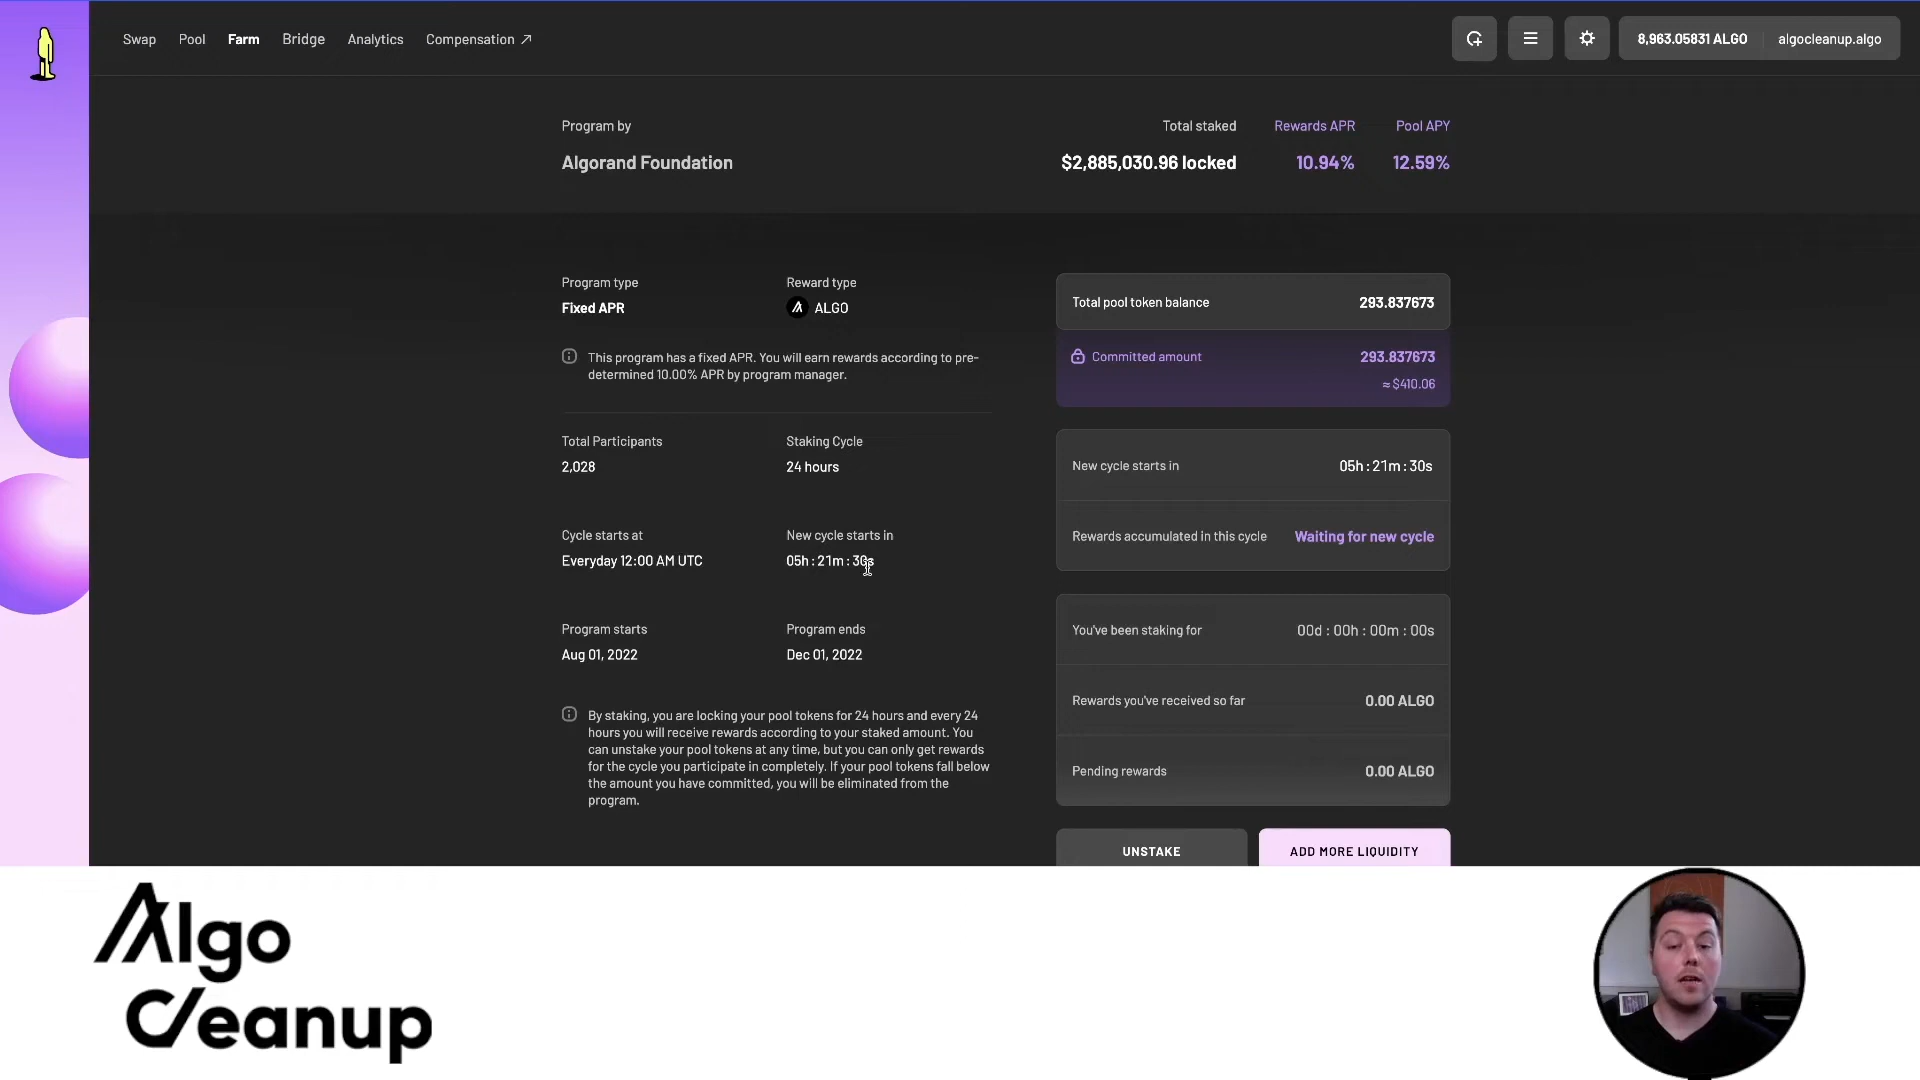 Swap Pool Farm Bridge Analytics Compensation ↗
8,963.05831 ALGO algocleanup.algo
Program by
Algorand Foundation
Total staked Rewards APR Pool APY
$2,885,030.96 locked 10.94% 12.59%
Program type
Fixed APR
Reward type
ALGO
This program has a fixed APR. You will earn rewards according to pre-
determined 10.00% APR by program manager.
Total Participants
2,028
Staking Cycle
24 hours
Cycle starts at
Everyday 12:00 AM UTC
New cycle starts in
05h : 21m : 30s
Program starts
Aug 01, 2022
Program ends
Dec 01, 2022
By staking, you are locking your pool tokens for 24 hours and every 24
hours you will receive rewards according to your staked amount. You
can unstake your pool tokens at any time, but you can only get rewards
for the cycle you participate in completely. If your pool tokens fall below
the amount you have committed, you will be eliminated from the
program.
Total pool token balance 293.837673
Committed amount 293.837673
≈ $410.06
New cycle starts in 05h : 21m : 30s
Rewards accumulated in this cycle Waiting for new cycle
You've been staking for 00d : 00h : 00m : 00s
Rewards you've received so far 0.00 ALGO
Pending rewards 0.00 ALGO
UNSTAKE ADD MORE LIQUIDITY
Algo
Cleanup